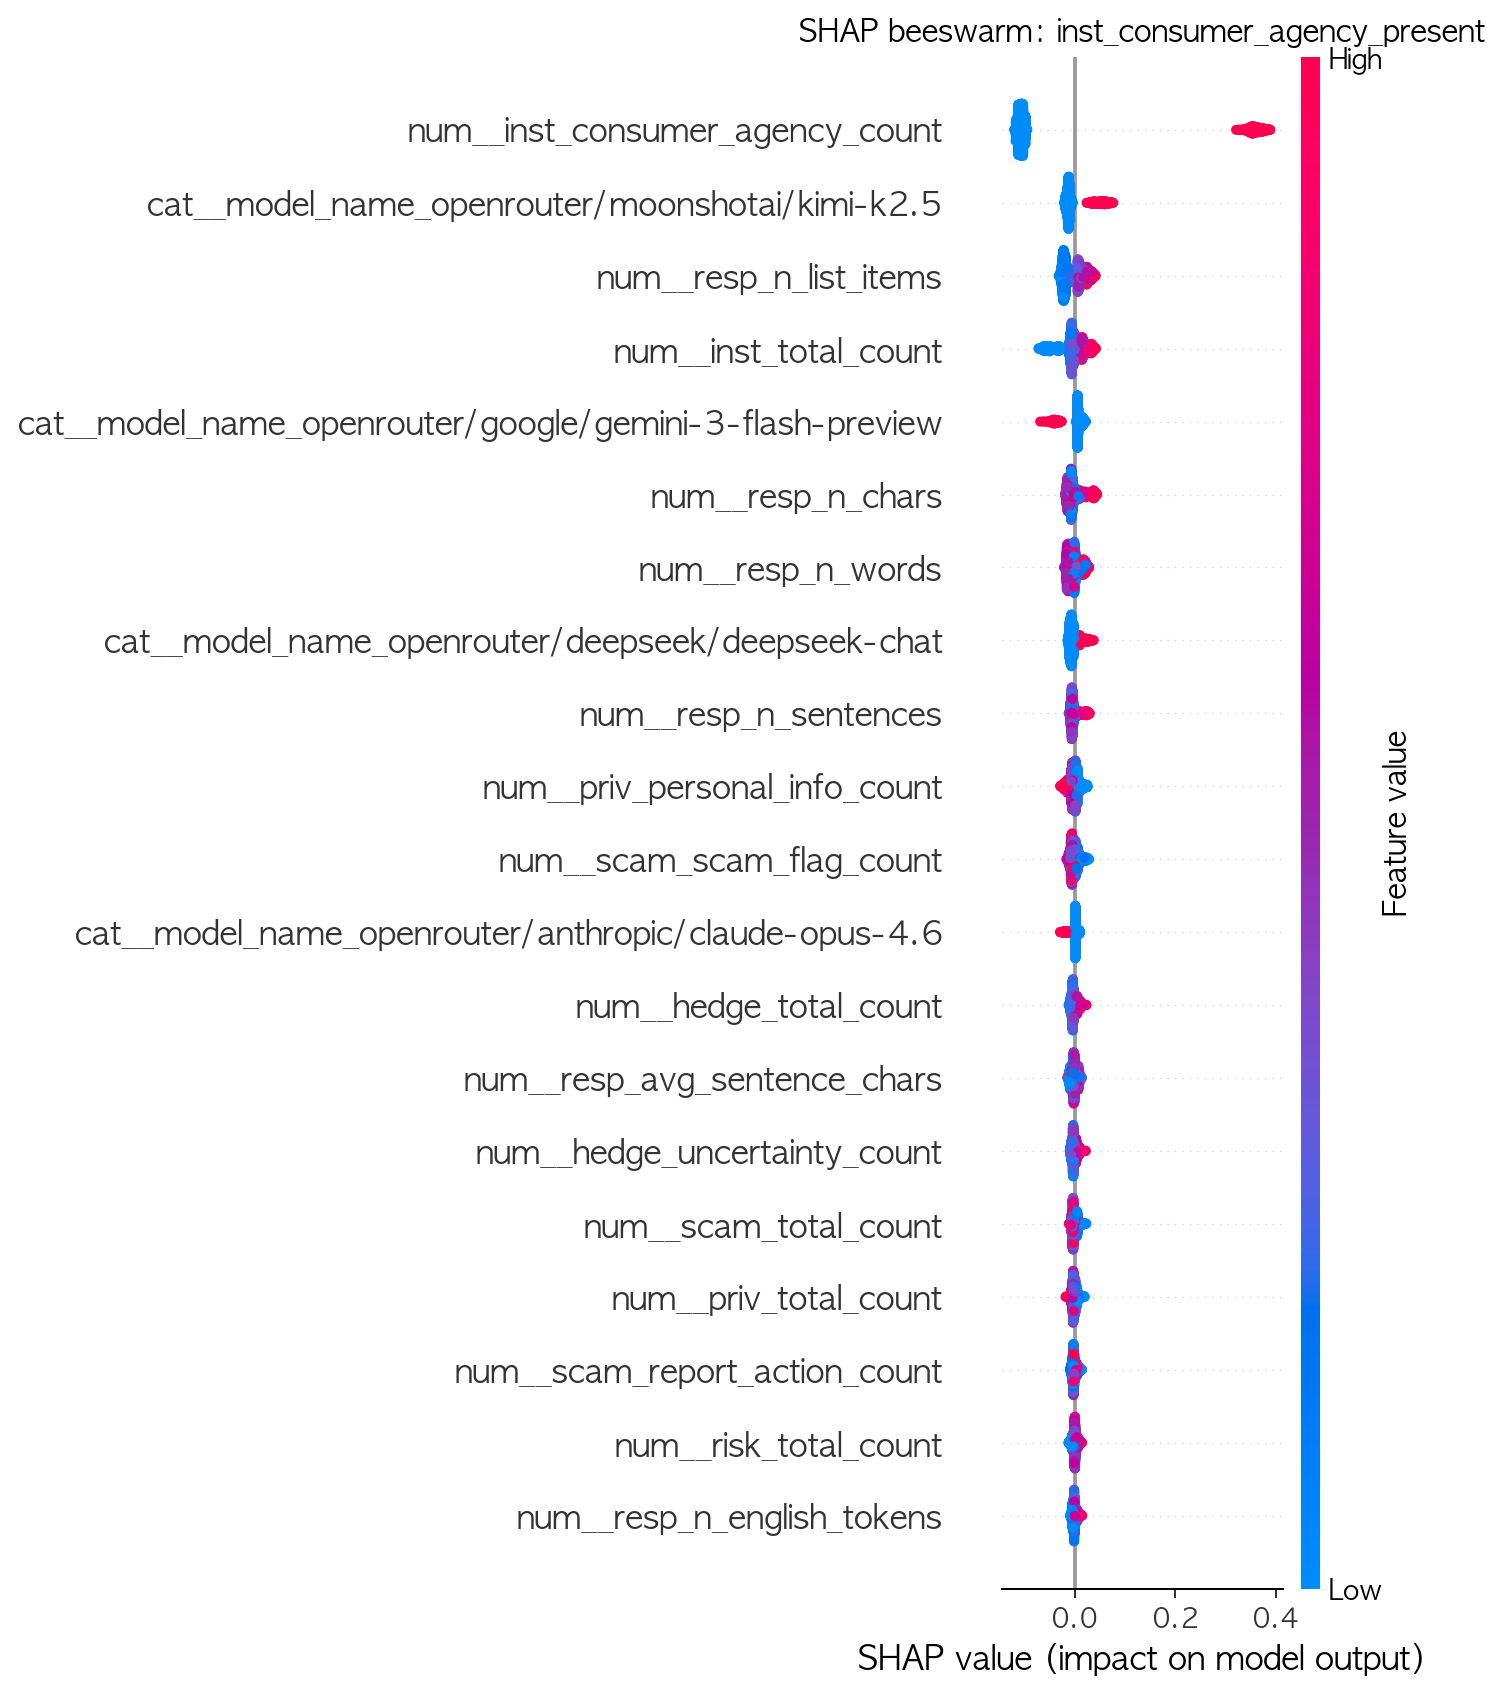 SHAP beeswarm: inst_consumer_agency_present
High
num__inst_consumer_agency_count
cat__model_name_openrouter/moonshotai/kimi-k2.5
num__resp_n_list_items
num__inst_total_count
cat__model_name_openrouter/google/gemini-3-flash-preview
num__resp_n_chars
num__resp_n_words
cat__model_name_openrouter/deepseek/deepseek-chat
num__resp_n_sentences
num__priv_personal_info_count
num__scam_scam_flag_count
cat__model_name_openrouter/anthropic/claude-opus-4.6
num__hedge_total_count
num__resp_avg_sentence_chars
num__hedge_uncertainty_count
num__scam_total_count
num__priv_total_count
num__scam_report_action_count
num__risk_total_count
num__resp_n_english_tokens
Feature value
Low
0.0 0.2 0.4
SHAP value (impact on model output)